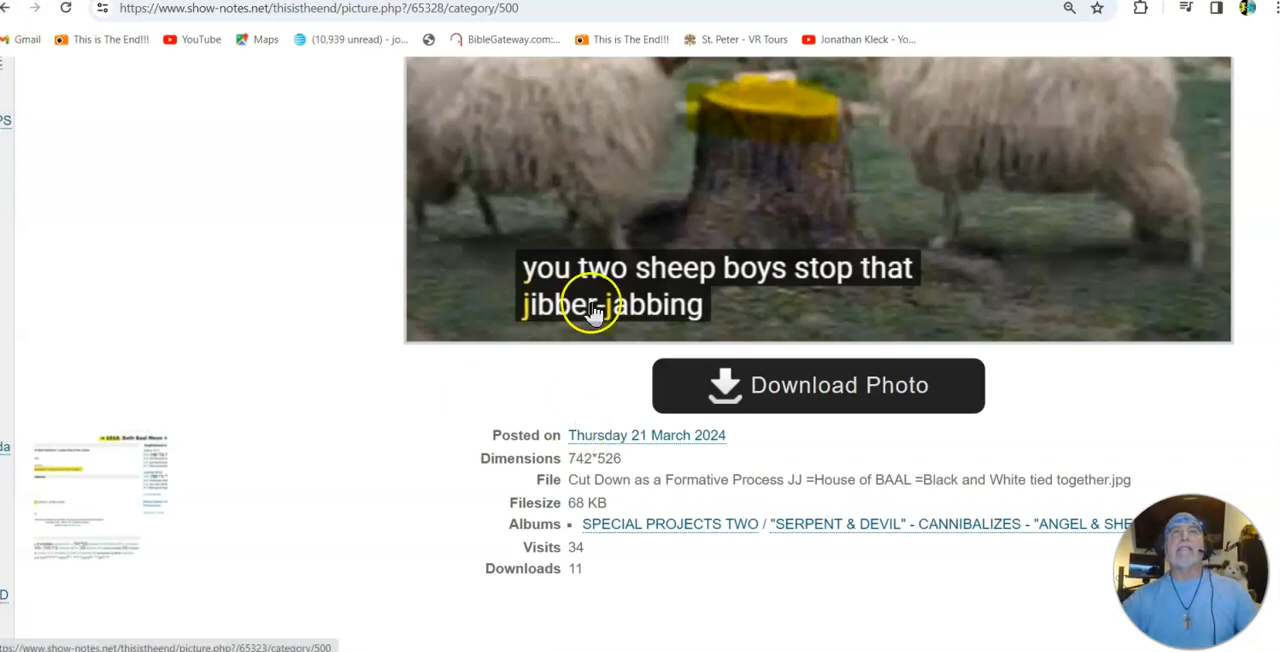 https://www.show-notes.net/thisistheend/picture.php?/65328/category/500
Gmail This is The End!!! YouTube Maps (10,939 unread) - jo... BibleGateway.com:... This is The End!!! St. Peter - VR Tours Jonathan Kleck - Yo...
PS
you two sheep boys stop that
jibber-jabbing
Download Photo
Posted on Thursday 21 March 2024
Dimensions 742*526
da
File Cut Down as a Formative Process JJ =House of BAAL =Black and White tied together.jpg
Filesize 68 KB
Albums ▪ SPECIAL PROJECTS TWO / "SERPENT & DEVIL" - CANNIBALIZES - "ANGEL & SHE
Visits 34
Downloads 11
D
tps://www.show-notes.net/thisistheend/picture.php?/65323/category/500